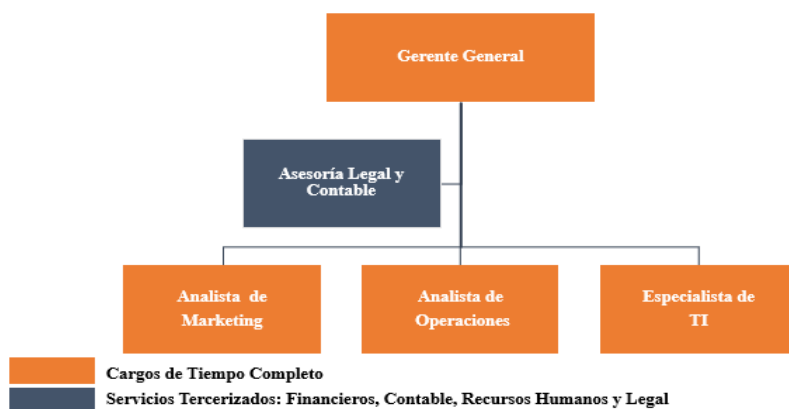 Gerente General
Asesoría Legal y
Contable
Analista de
Marketing
Analista de
Operaciones
Especialista de
TI
Cargos de Tiempo Completo
Servicios Tercerizados: Financieros, Contable, Recursos Humanos y Legal